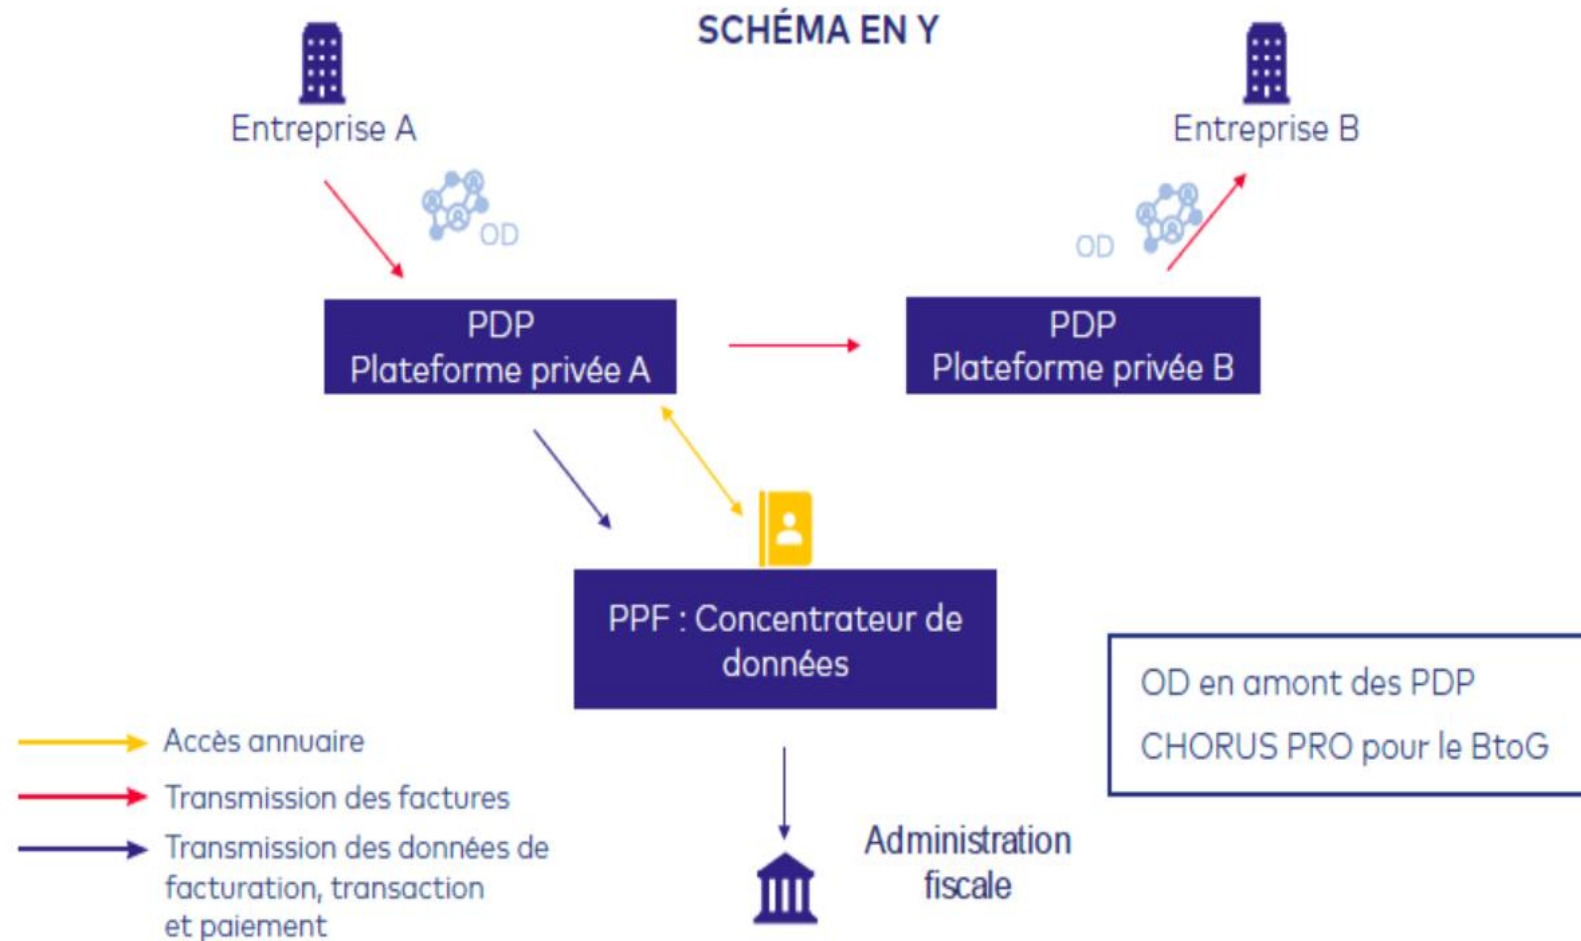 SCHÉMA EN Y
Entreprise A
Entreprise B
OD
OD
PDP
Plateforme privée A
PDP
Plateforme privée B
PPF : Concentrateur de
données
OD en amont des PDP
CHORUS PRO pour le BtoG
Accès annuaire
Transmission des factures
Transmission des données de
facturation, transaction
et paiement
Administration
fiscale